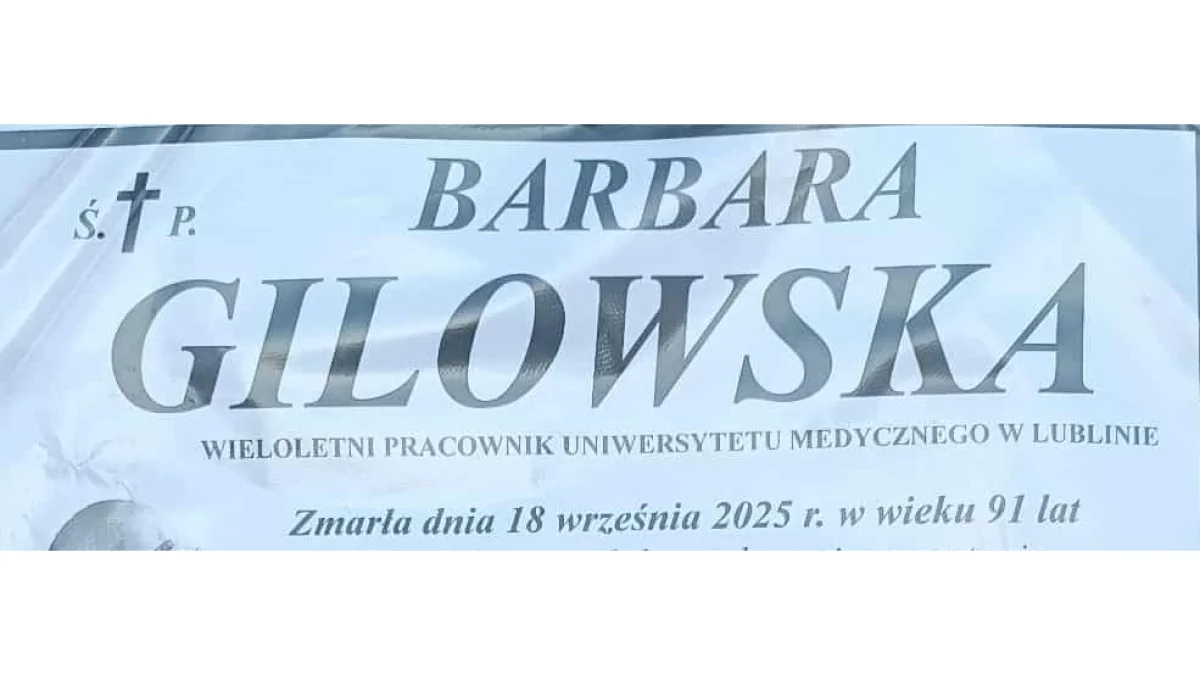 Ś. P.
BARBARA
GILOWSKA
WIELOLETNI PRACOWNIK UNIWERSYTETU MEDYCZNEGO W LUBLINIE
Zmarła dnia 18 września 2025 r. w wieku 91 lat